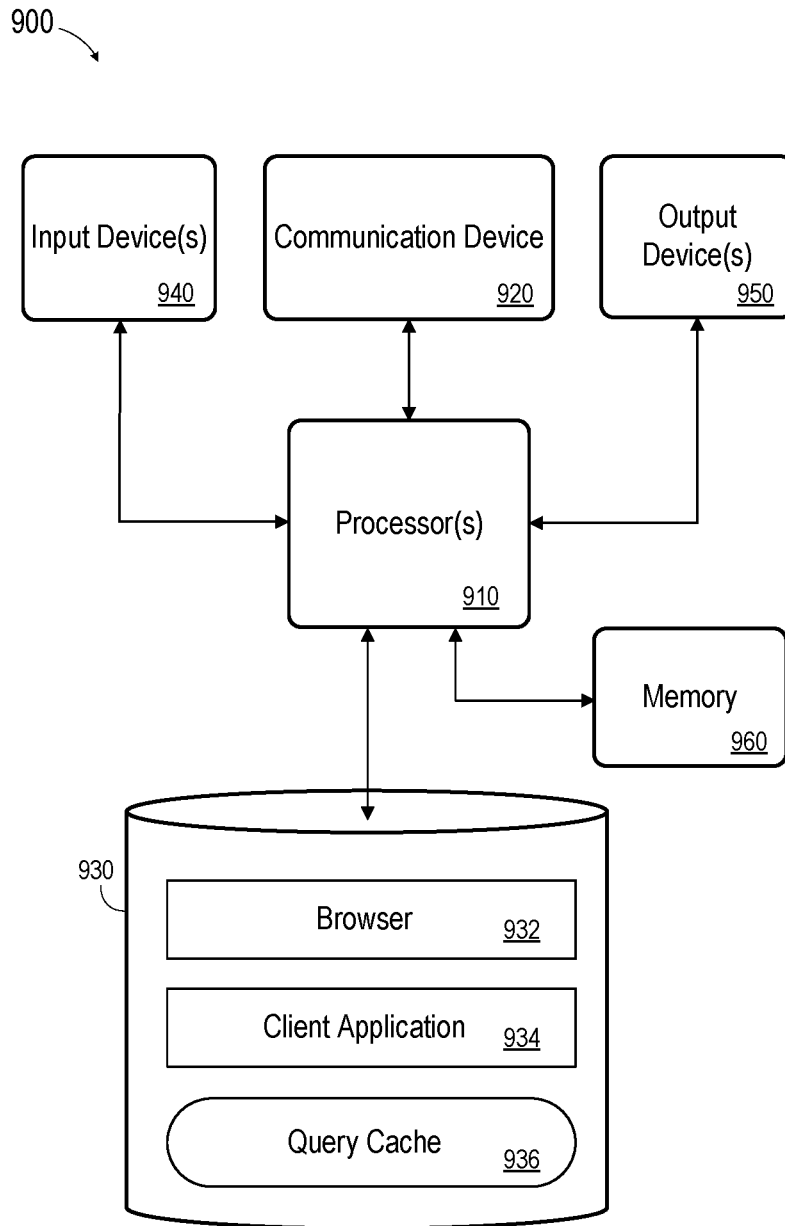 900
Input Device(s)
940
Communication Device
920
Output
Device(s)
950
Processor(s)
910
Memory
960
930
Browser
932
Client Application
934
Query Cache
936